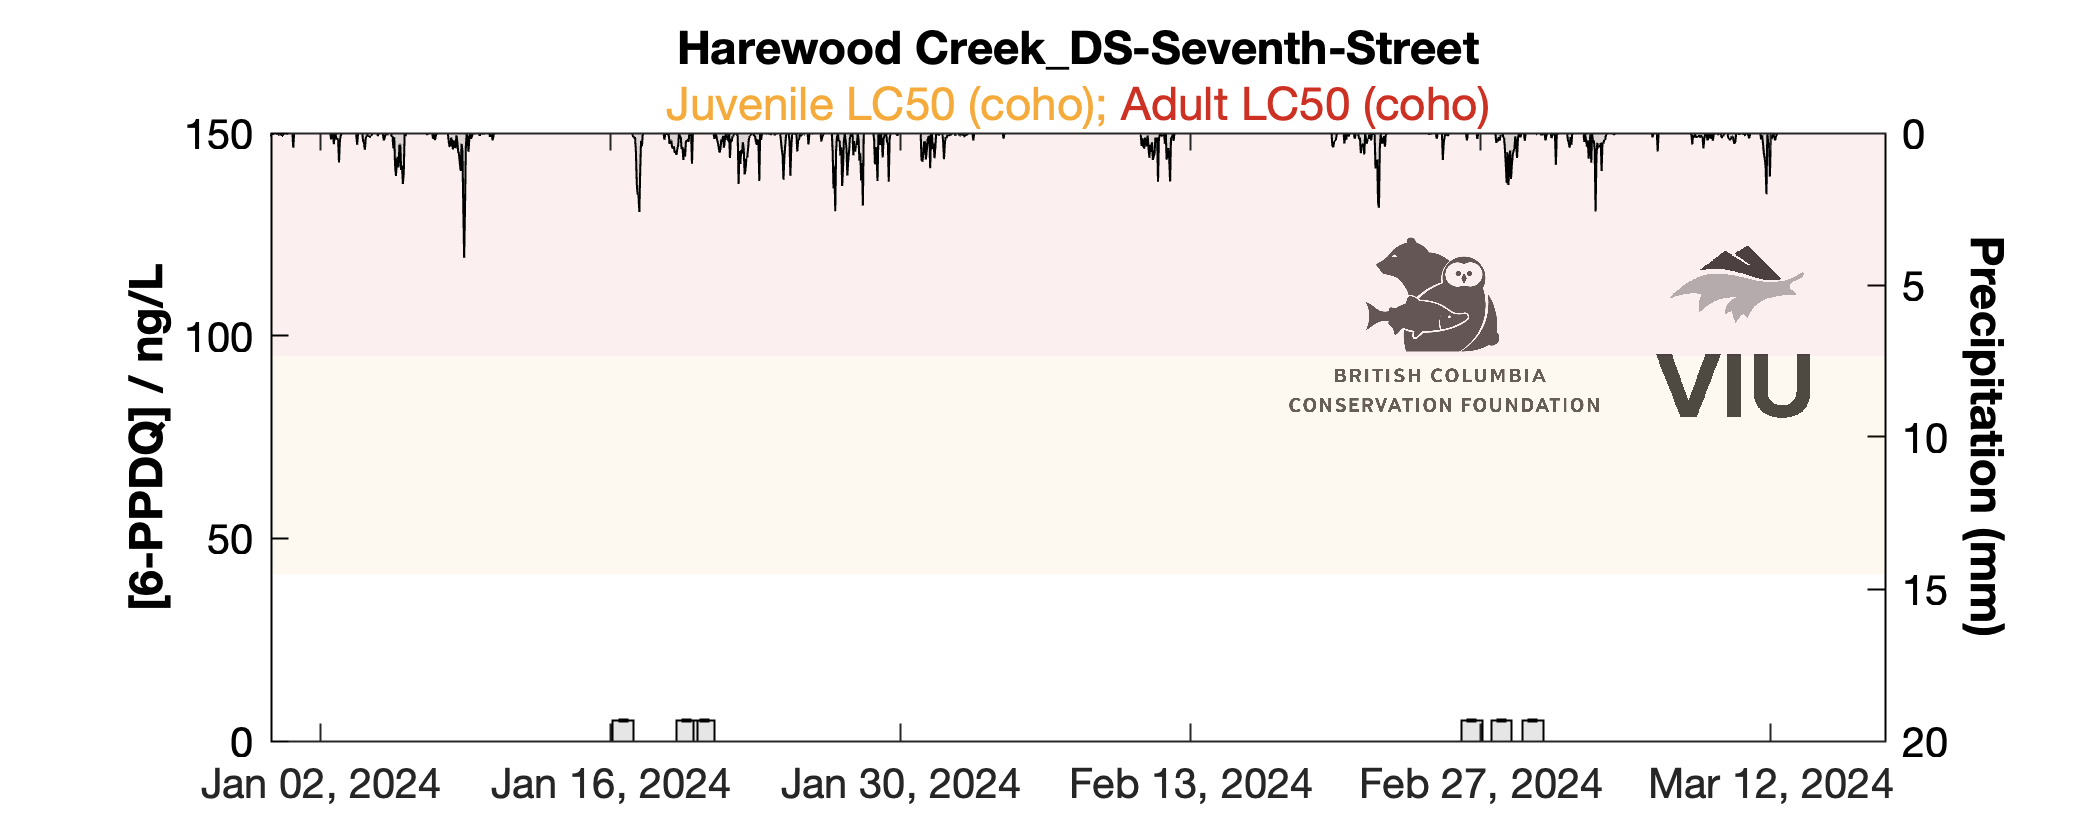 Harewood Creek_DS-Seventh-Street
Juvenile LC50 (coho); Adult LC50 (coho)
150
100
50
0
[6-PPDQ] / ng/L
0
5
10
15
20
Precipitation (mm)
BRITISH COLUMBIA
CONSERVATION FOUNDATION
VIU
Jan 02, 2024 Jan 16, 2024 Jan 30, 2024 Feb 13, 2024 Feb 27, 2024 Mar 12, 2024